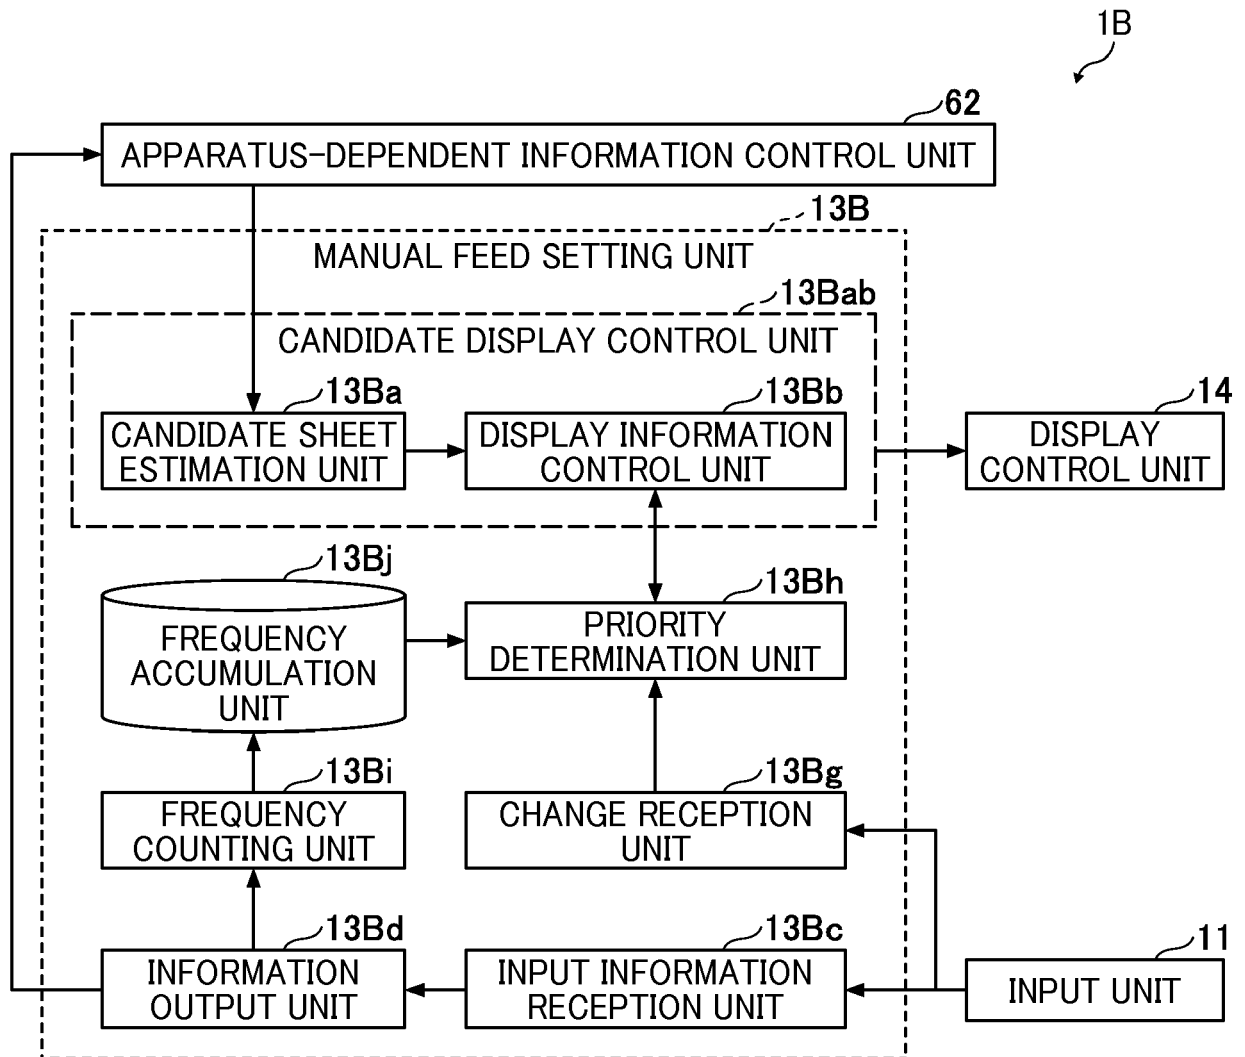 1B
62
APPARATUS-DEPENDENT INFORMATION CONTROL UNIT
13B
MANUAL FEED SETTING UNIT
13Bab
CANDIDATE DISPLAY CONTROL UNIT
13Ba
CANDIDATE SHEET
ESTIMATION UNIT
13Bb
DISPLAY INFORMATION
CONTROL UNIT
14
DISPLAY
CONTROL UNIT
13Bj
FREQUENCY
ACCUMULATION
UNIT
13Bh
PRIORITY
DETERMINATION UNIT
13Bi
FREQUENCY
COUNTING UNIT
13Bg
CHANGE RECEPTION
UNIT
13Bd
INFORMATION
OUTPUT UNIT
13Bc
INPUT INFORMATION
RECEPTION UNIT
11
INPUT UNIT